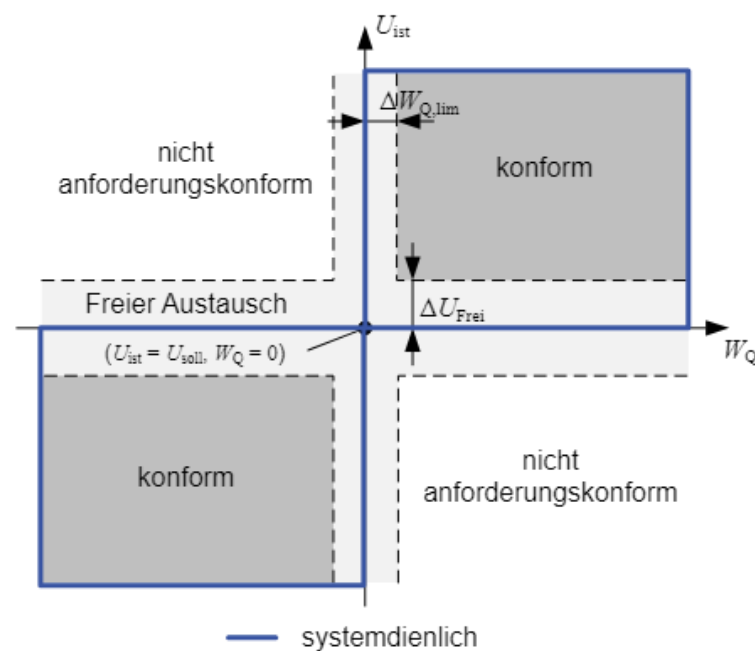 U_ist
ΔW_Q,lim
nicht
anforderungskonform
konform
Freier Austausch
ΔU_Frei
(U_ist = U_soll, W_Q = 0)
W_Q
konform
nicht
anforderungskonform
systemdienlich